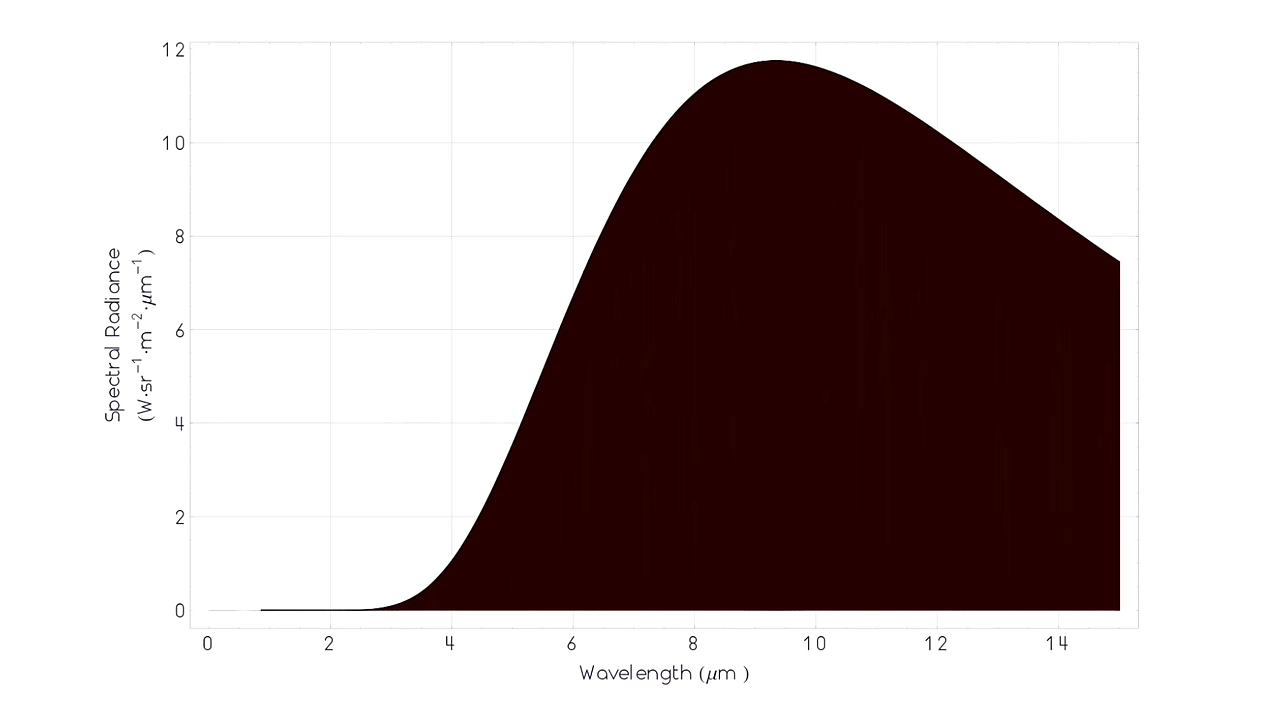 12
10
8
6
4
2
0
Spectral Radiance
(W·sr⁻¹·m⁻²·μm⁻¹)
0 2 4 6 8 10 12 14
Wavelength (μm )